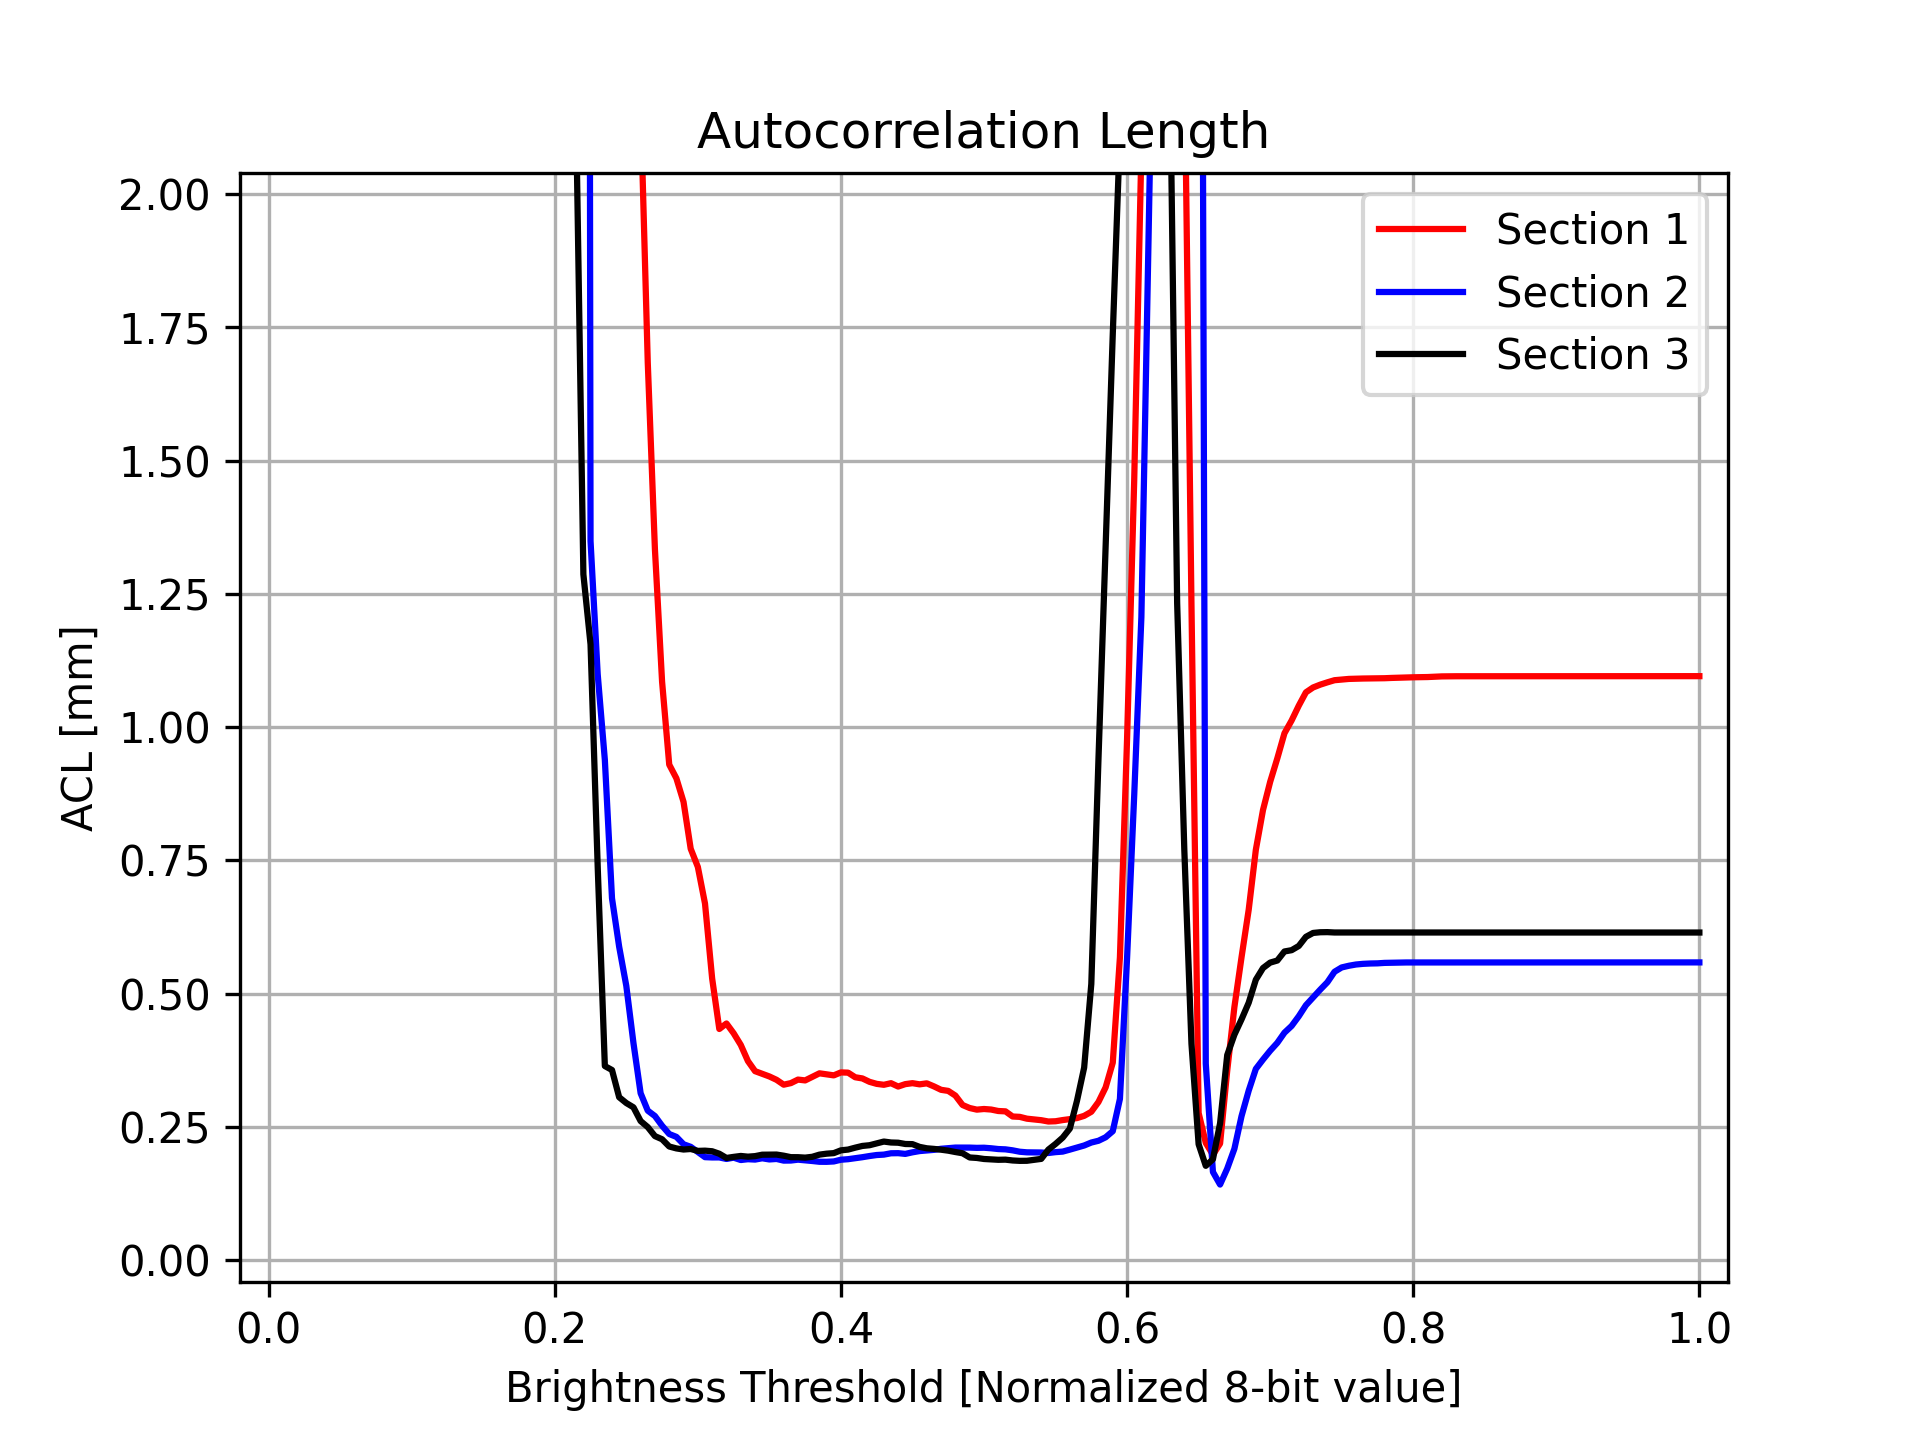 Autocorrelation Length
2.00
1.75
1.50
1.25
1.00
0.75
0.50
0.25
0.00
ACL [mm]
Section 1
Section 2
Section 3
0.0 0.2 0.4 0.6 0.8 1.0
Brightness Threshold [Normalized 8-bit value]